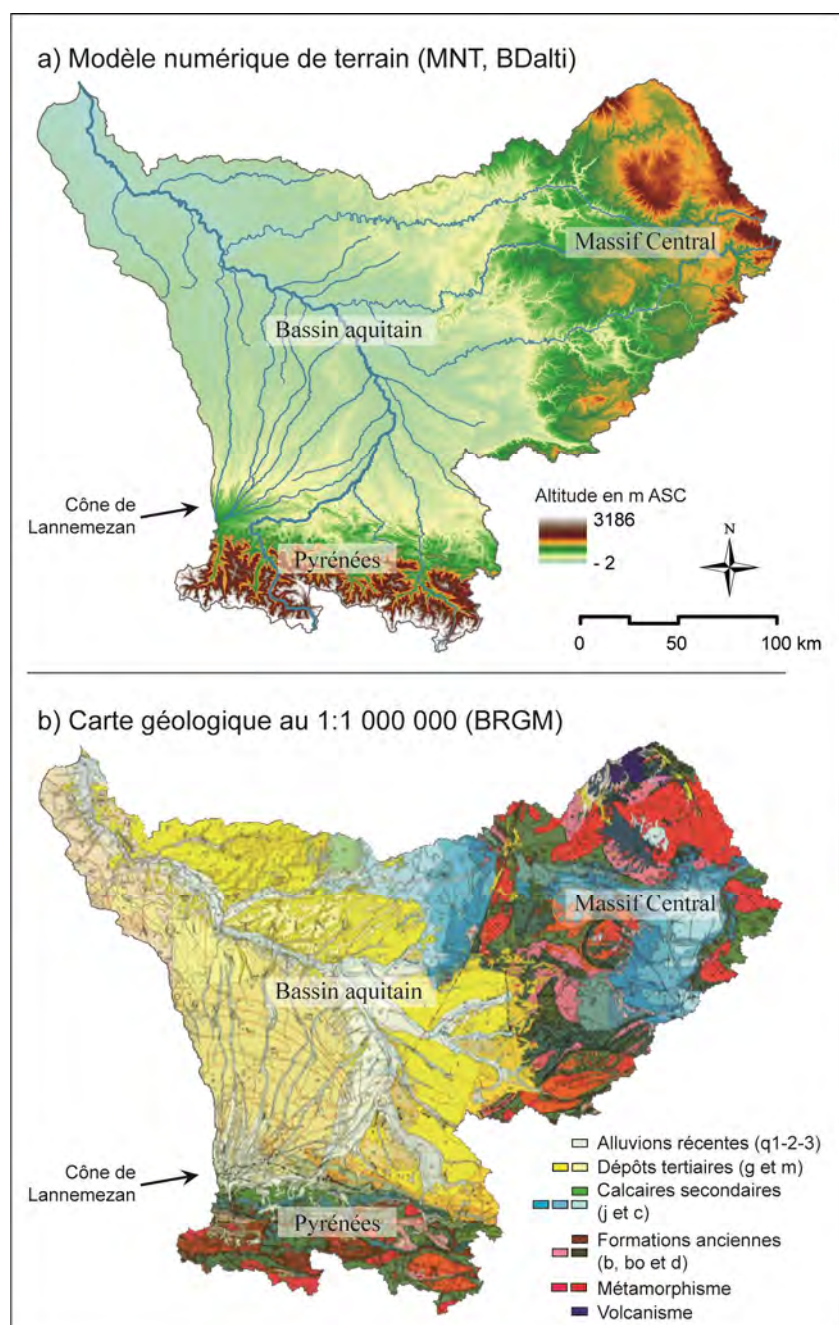 a) Modèle numérique de terrain (MNT, BDalti)
Massif Central
Bassin aquitain
Cône de
Lannemezan
Pyrénées
Altitude en m ASC
3186
- 2
N
0 50 100 km
b) Carte géologique au 1:1 000 000 (BRGM)
Massif Central
Bassin aquitain
Cône de
Lannemezan
Pyrénées
Alluvions récentes (q1-2-3)
Dépôts tertiaires (g et m)
Calcaires secondaires
(j et c)
Formations anciennes
(b, bo et d)
Métamorphisme
Volcanisme